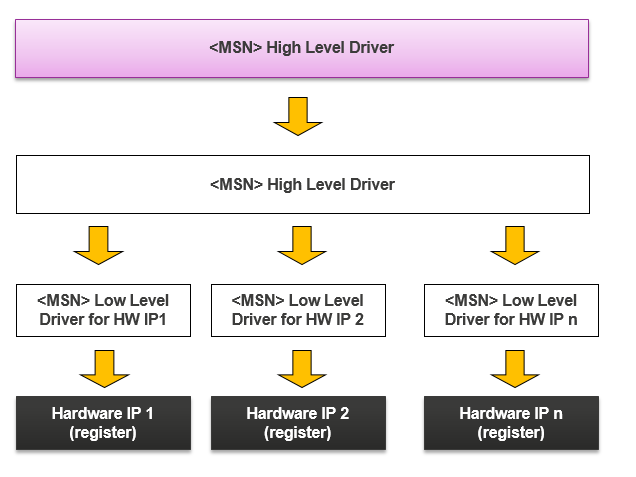 <MSN> High Level Driver
<MSN> High Level Driver
<MSN> Low Level
Driver for HW IP1
<MSN> Low Level
Driver for HW IP 2
<MSN> Low Level
Driver for HW IP n
Hardware IP 1
(register)
Hardware IP 2
(register)
Hardware IP n
(register)